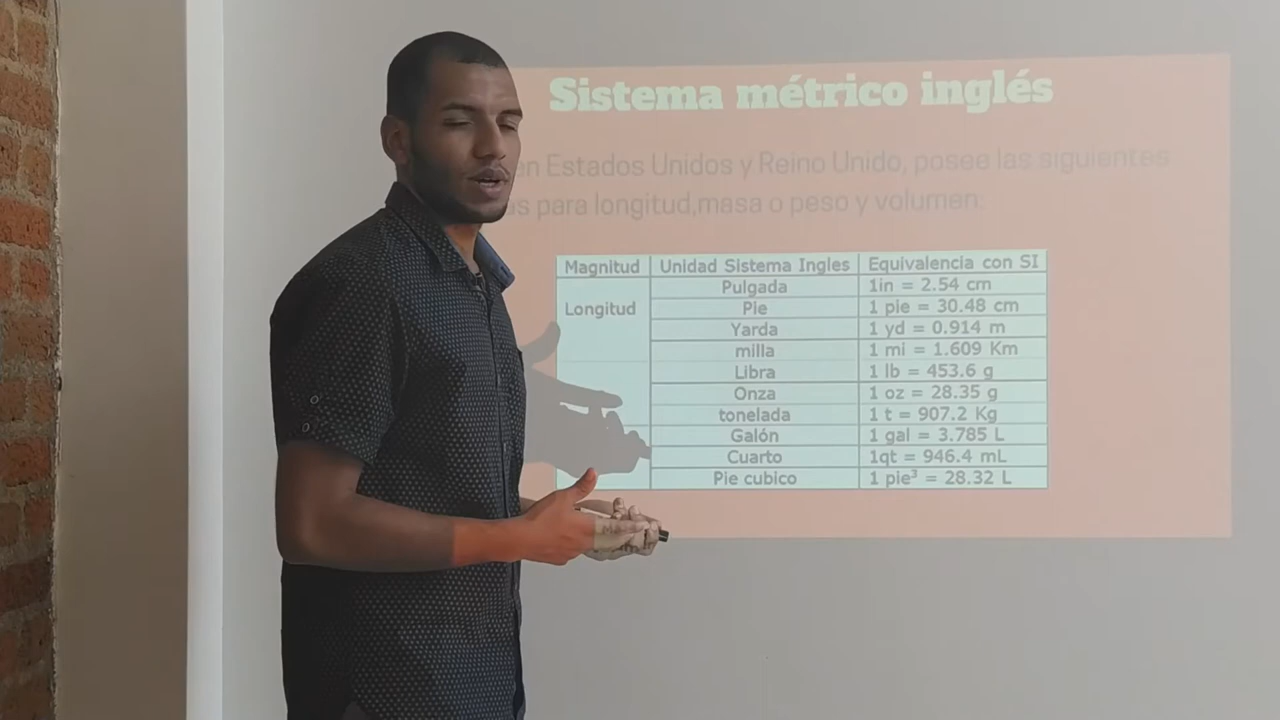 Sistema métrico inglés
en Estados Unidos y Reino Unido, posee las siguientes
para longitud,masa o peso y volumen:
Magnitud Unidad Sistema Ingles Equivalencia con SI
Pulgada 1in = 2.54 cm
Longitud Pie 1 pie = 30.48 cm
Yarda 1 yd = 0.914 m
milla 1 mi = 1.609 Km
Libra 1 lb = 453.6 g
Onza 1 oz = 28.35 g
tonelada 1 t = 907.2 Kg
Galón 1 gal = 3.785 L
Cuarto 1qt = 946.4 mL
Pie cubico 1 pie³ = 28.32 L